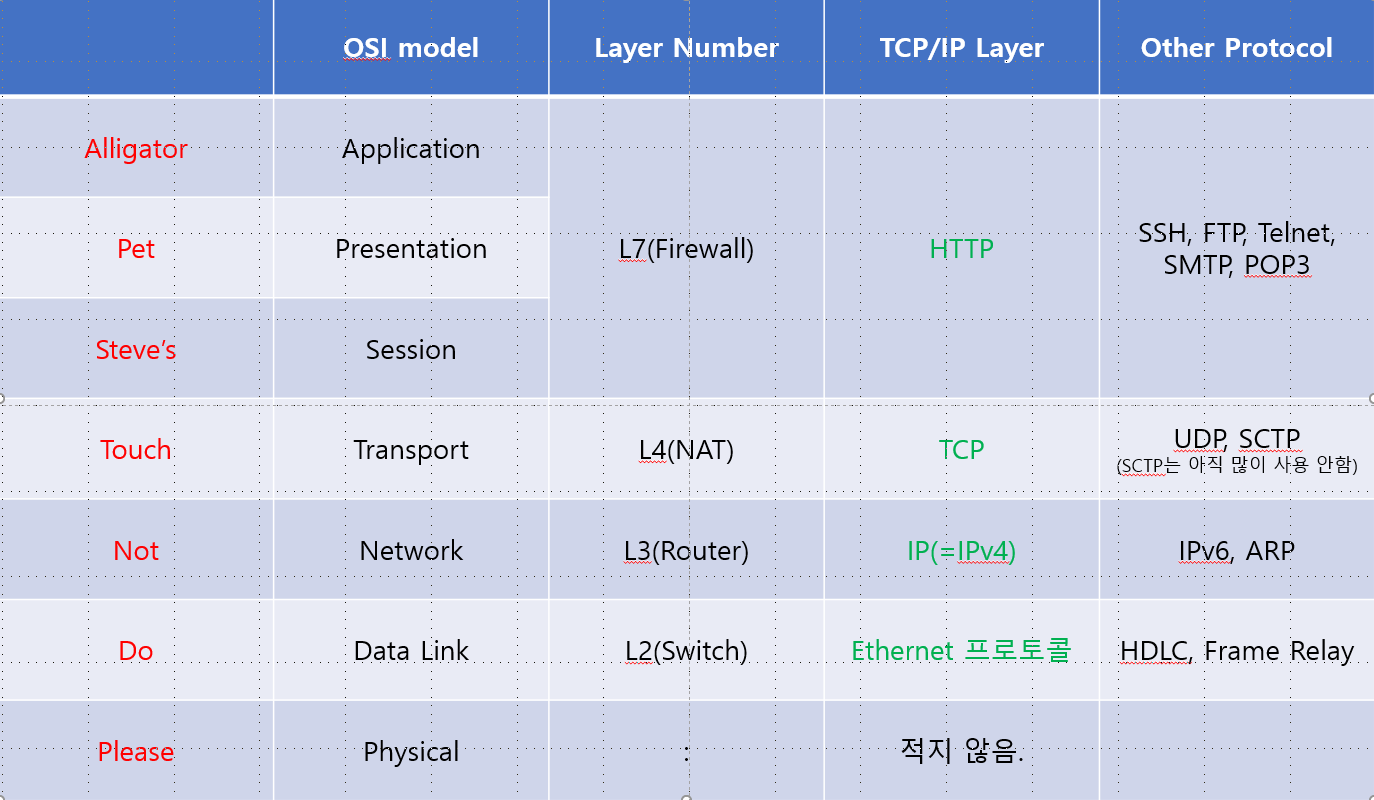 OSI model Layer Number TCP/IP Layer Other Protocol
Alligator Application
Pet Presentation L7(Firewall) HTTP SSH, FTP, Telnet,
SMTP, POP3
Steve's Session
Touch Transport L4(NAT) TCP UDP, SCTP
(SCTP는 아직 많이 사용 안함)
Not Network L3(Router) IP(=IPv4) IPv6, ARP
Do Data Link L2(Switch) Ethernet 프로토콜 HDLC, Frame Relay
Please Physical : 적지 않음.